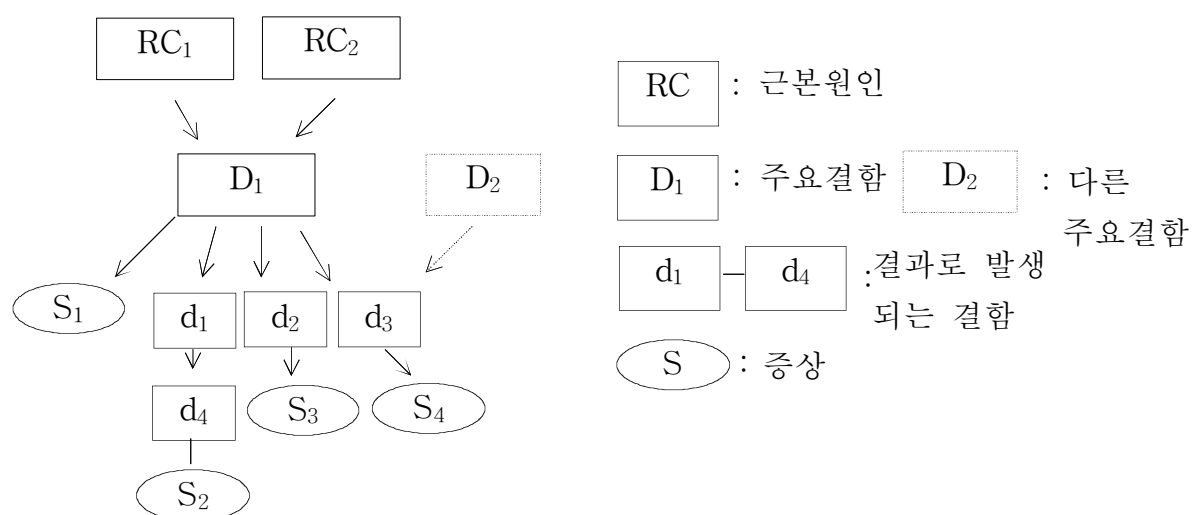 RC₁ RC₂
D₁ D₂
S₁ d₁ d₂ d₃
d₄ S₃ S₄
S₂
RC : 근본원인
D₁ : 주요결함 D₂ : 다른
주요결함
d₁ d₄ :결과로 발생
되는 결함
S : 증상